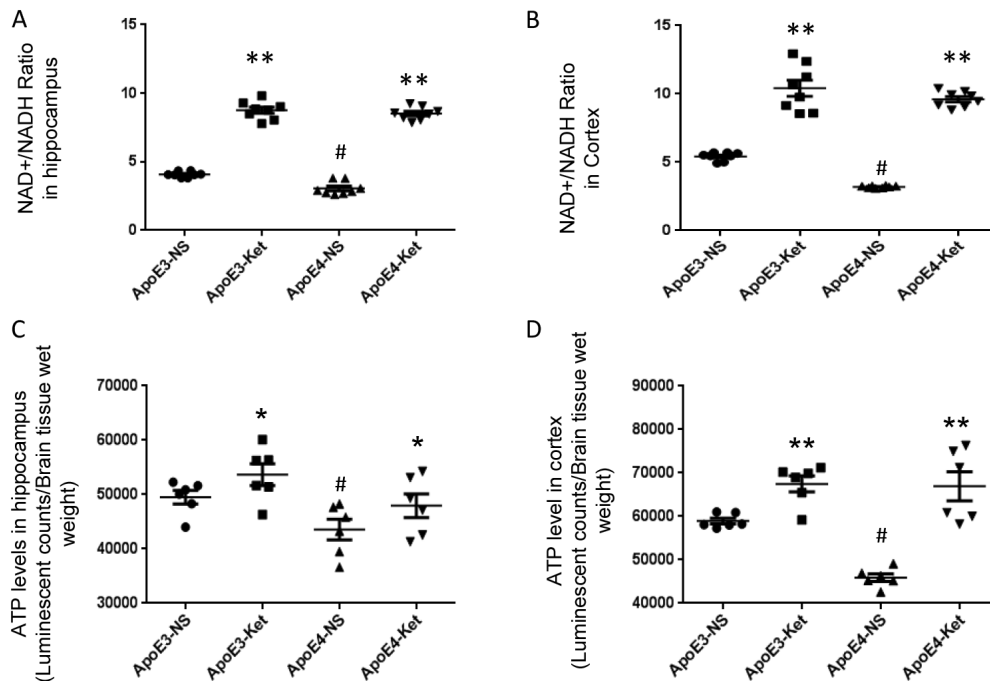 A
NAD+/NADH Ratio
in hippocampus
15
10
5
0
**
#
**
ApoE3-NS
ApoE3-Ket
ApoE4-NS
ApoE4-Ket
B
NAD+/NADH Ratio
in Cortex
15
10
5
0
**
#
**
ApoE3-NS
ApoE3-Ket
ApoE4-NS
ApoE4-Ket
C
ATP levels in hippocampus
(Luminescent counts/Brain tissue wet
weight)
70000
60000
50000
40000
30000
*
#
*
ApoE3-NS
ApoE3-Ket
ApoE4-NS
ApoE4-Ket
D
ATP level in cortex
(Luminescent counts/Brain tissue wet
weight)
90000
80000
70000
60000
50000
40000
**
#
**
ApoE3-NS
ApoE3-Ket
ApoE4-NS
ApoE4-Ket